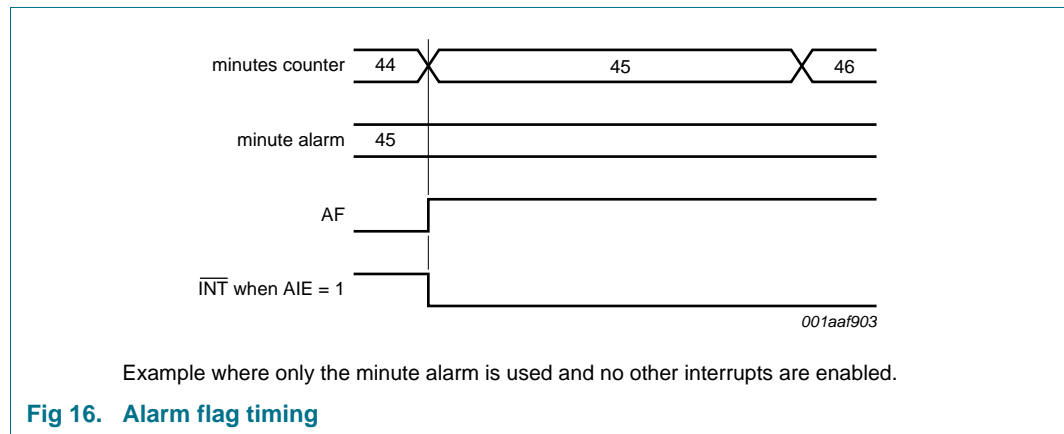 minutes counter 44 45 46
minute alarm 45
AF
INT when AIE = 1
001aaf903
Example where only the minute alarm is used and no other interrupts are enabled.
Fig 16. Alarm flag timing